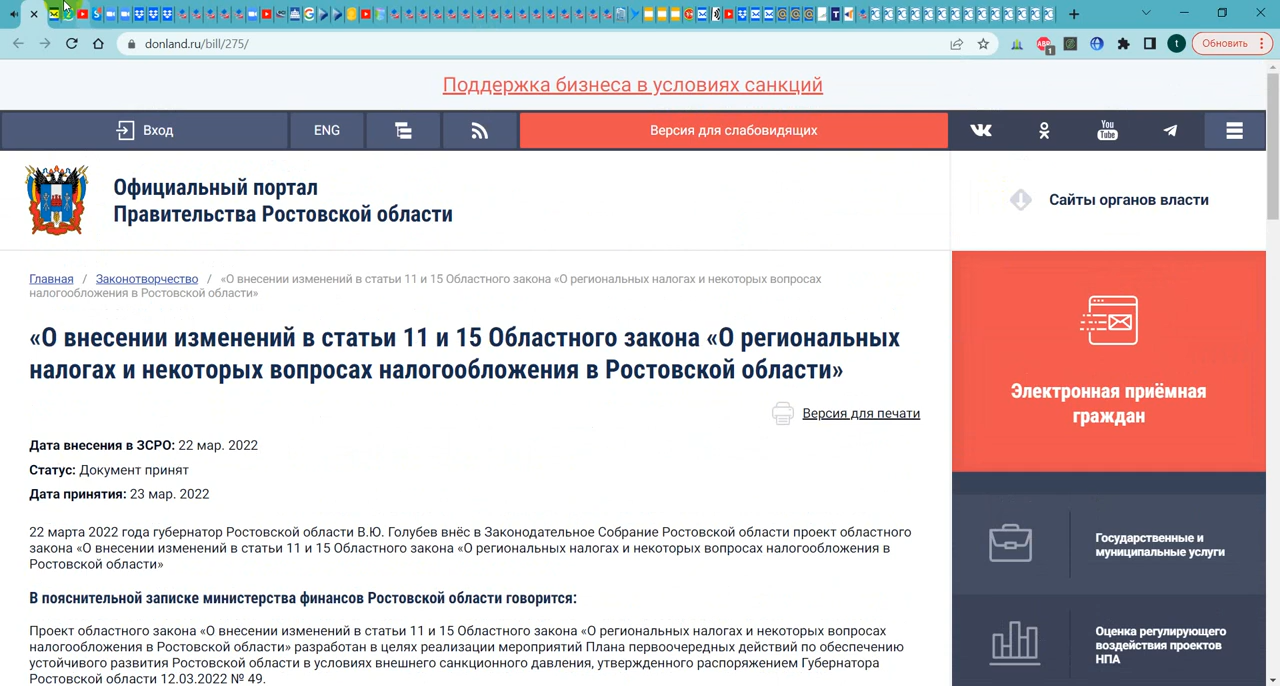 donland.ru/bill/275/
ABP
1
t
Обновить
Поддержка бизнеса в условиях санкций
Вход
ENG
Версия для слабовидящих
You
Tube
Официальный портал
Правительства Ростовской области
Сайты органов власти
Главная / Законотворчество / «О внесении изменений в статьи 11 и 15 Областного закона «О региональных налогах и некоторых вопросах
налогообложения в Ростовской области»
«О внесении изменений в статьи 11 и 15 Областного закона «О региональных
налогах и некоторых вопросах налогообложения в Ростовской области»
Версия для печати
Дата внесения в ЗСРО: 22 мар. 2022
Статус: Документ принят
Дата принятия: 23 мар. 2022
22 марта 2022 года губернатор Ростовской области В.Ю. Голубев внёс в Законодательное Собрание Ростовской области проект областного
закона «О внесении изменений в статьи 11 и 15 Областного закона «О региональных налогах и некоторых вопросах налогообложения в
Ростовской области»
В пояснительной записке министерства финансов Ростовской области говорится:
Проект областного закона «О внесении изменений в статьи 11 и 15 Областного закона «О региональных налогах и некоторых вопросах
налогообложения в Ростовской области» разработан в целях реализации мероприятий Плана первоочередных действий по обеспечению
устойчивого развития Ростовской области в условиях внешнего санкционного давления, утвержденного распоряжением Губернатора
Ростовской области 12.03.2022 № 49.
Электронная приёмная
граждан
Государственные и
муниципальные услуги
Оценка регулирующего
воздействия проектов
НПА